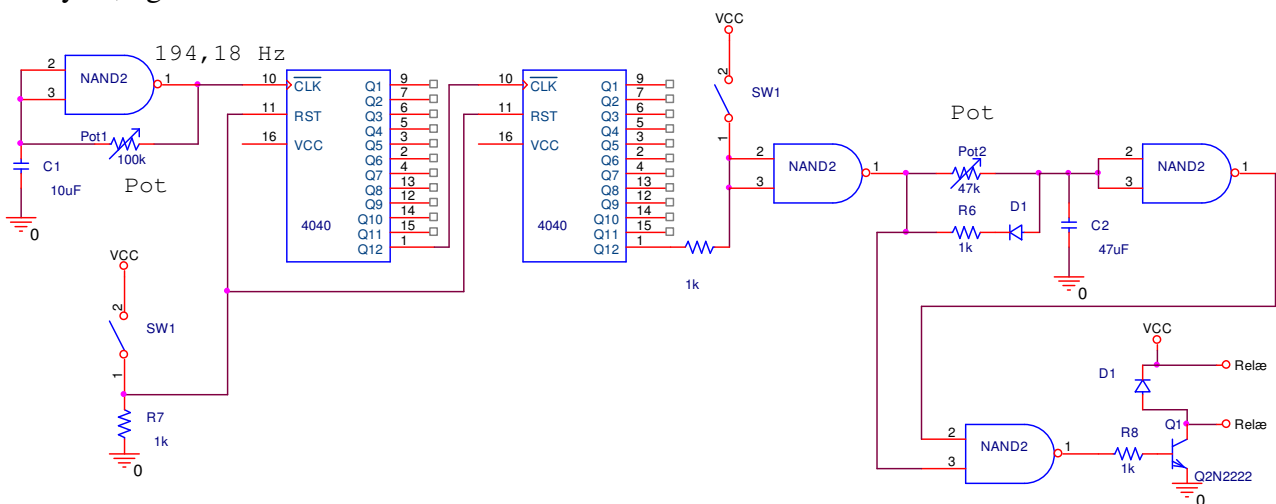 194,18 Hz
2
3
NAND2
1
Pot1
100k
C1
10uF
Pot
0
10
CLK
11
RST
16
VCC
Q1
9
Q2
7
Q3
6
Q4
5
Q5
3
Q6
2
Q7
4
Q8
13
Q9
12
Q10
14
Q11
15
Q12
1
4040
10
CLK
11
RST
16
VCC
Q1
9
Q2
7
Q3
6
Q4
5
Q5
3
Q6
2
Q7
4
Q8
13
Q9
12
Q10
14
Q11
15
Q12
1
4040
1k
VCC
2
SW1
1
2
3
NAND2
1
Pot
Pot2
47k
R6
1k
D1
C2
47uF
0
2
3
NAND2
1
VCC
2
SW1
1
R7
1k
0
2
3
NAND2
1
R8
1k
VCC
D1
Relæ
Relæ
Q1
Q2N2222
0